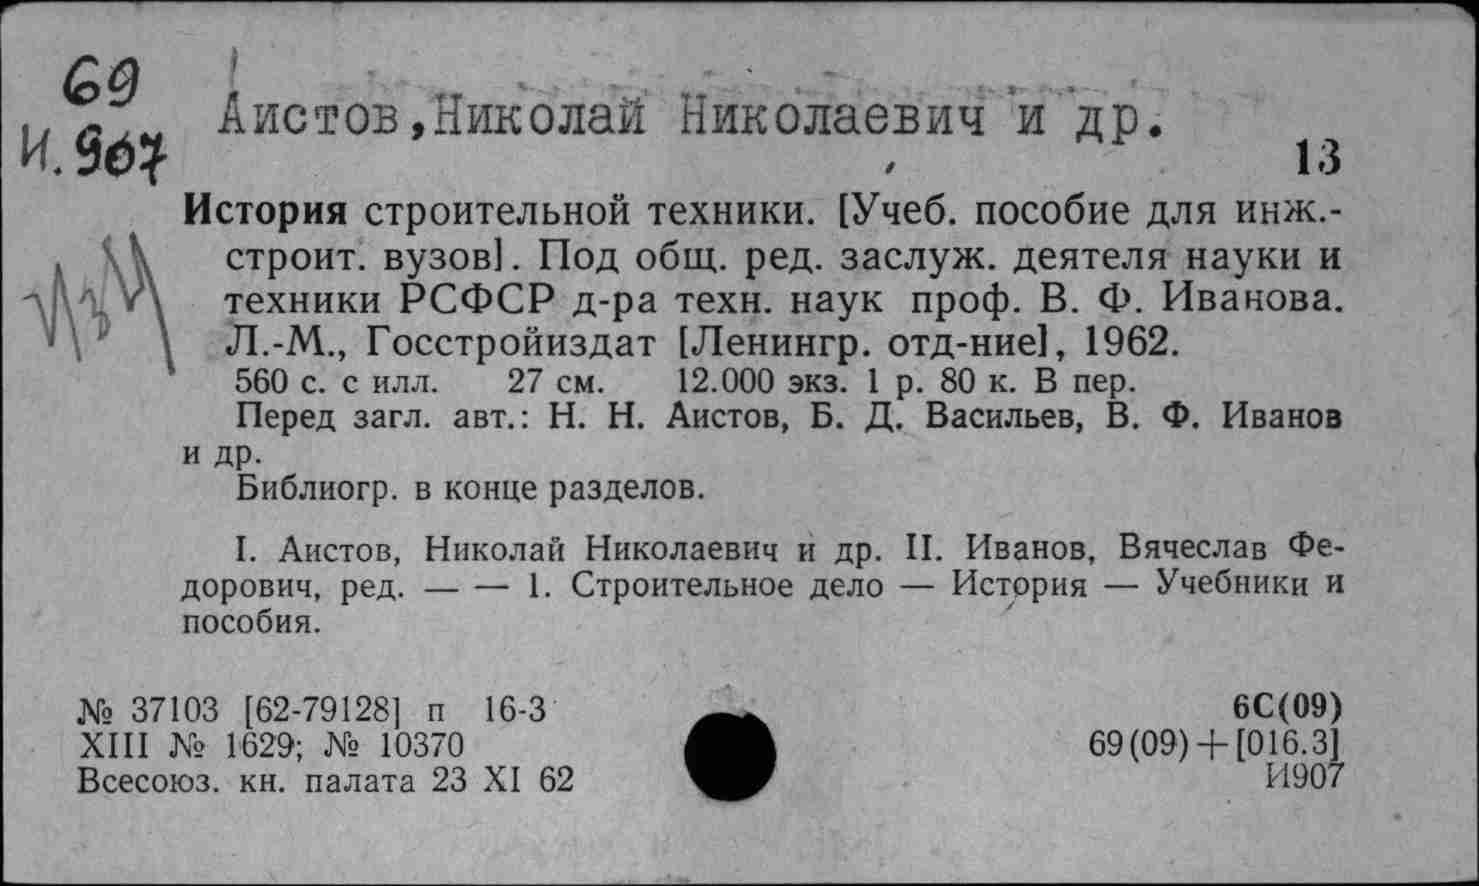 69
И.907
Аистов,Николай Николаевич и др.
13
История строительной техники. [Учеб. пособие для инж.-
строит. вузов]. Под общ. ред. заслуж. деятеля науки и
техники РСФСР д-ра техн. наук проф. В. Ф. Иванова.
Л.-М., Госстройиздат [Ленингр. отд-ние], 1962.
560 с. с илл. 27 см. 12.000 экз. 1 р. 80 к. В пер.
Перед загл. авт.: Н. Н. Аистов, Б. Д. Васильев, В. Ф. Иванов
и др.
Библиогр. в конце разделов.
I. Аистов, Николай Николаевич и др. II. Иванов, Вячеслав Фе-
дорович, ред. — — 1. Строительное дело — История — Учебники и
пособия.
№ 37103 [62-79128] п 16-3
XIII № 1629; № 10370
Всесоюз. кн. палата 23 XI 62
6С(09)
69(09)+[016.3]
И907